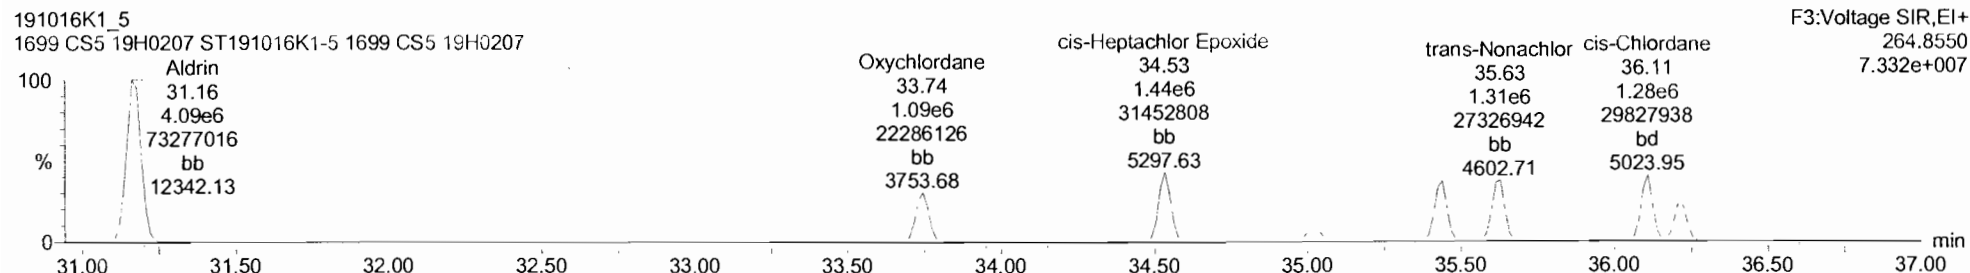 191016K1_5
1699 CS5 19H0207 ST191016K1-5 1699 CS5 19H0207
F3:Voltage SIR,EI+
264.8550
7.332e+007
Aldrin
31.16
4.09e6
73277016
bb
12342.13
Oxychlordane
33.74
1.09e6
22286126
bb
3753.68
cis-Heptachlor Epoxide
34.53
1.44e6
31452808
bb
5297.63
trans-Nonachlor
35.63
1.31e6
27326942
bb
4602.71
cis-Chlordane
36.11
1.28e6
29827938
bd
5023.95
100
%
0
31.00 31.50 32.00 32.50 33.00 33.50 34.00 34.50 35.00 35.50 36.00 36.50 37.00
min